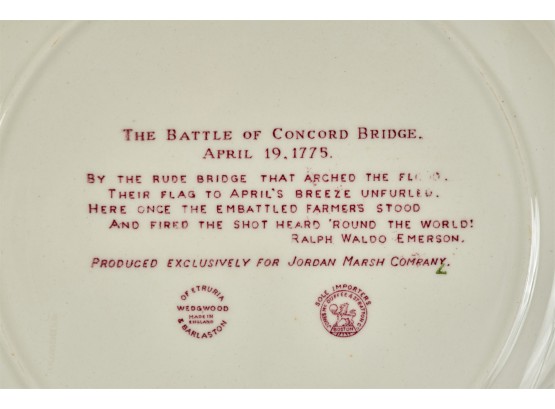 THE BATTLE OF CONCORD BRIDGE.
APRIL 19, 1775.
BY THE RUDE BRIDGE THAT ARCHED THE
THEIR FLAG TO APRIL'S BREEZE UNFURLED.
HERE ONCE THE EMBATTLED FARMERS STOOD
AND FIRED THE SHOT HEARD 'ROUND THE WORLD!
RALPH WALDO EMERSON.
PRODUCED EXCLUSIVELY FOR JORDAN MARSH COMPANY.
OF ETRURIA
WEDGWOOD
MADE IN
ENGLAND
& BARLASTON
SOLE IMPORTERS
BOSTON